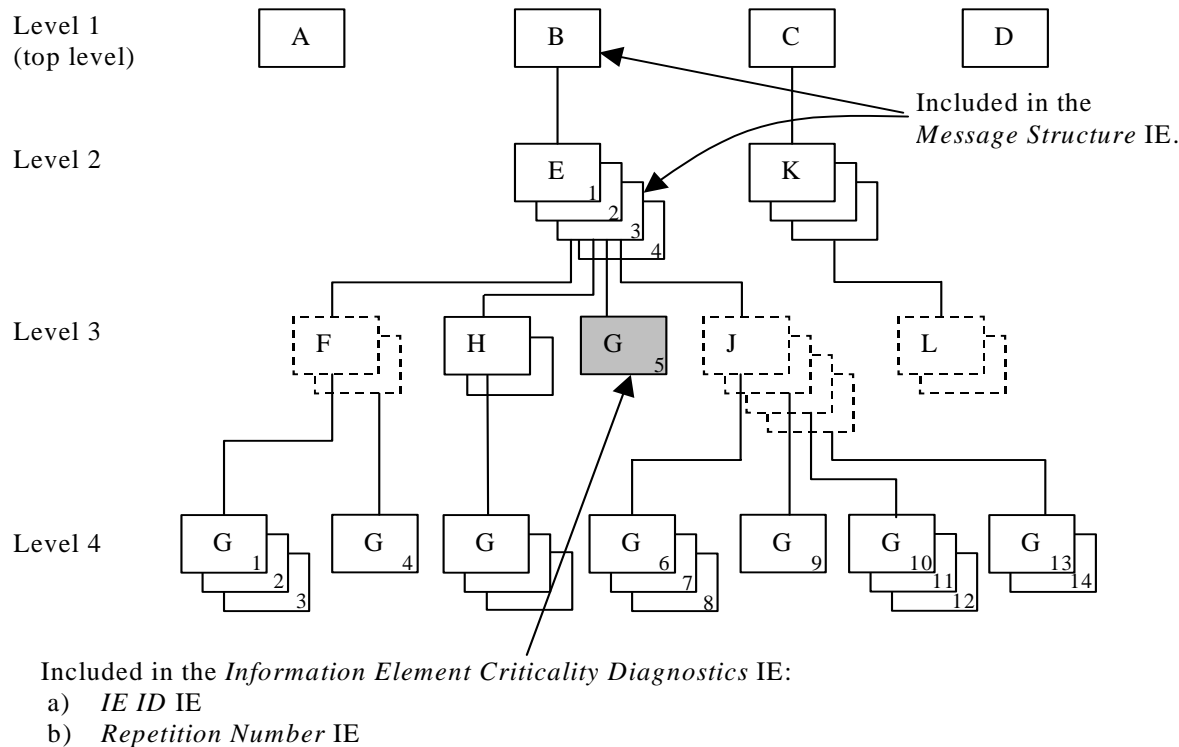 Level 1
(top level)
A
B
C
D
Included in the
Message Structure IE.
Level 2
E
1
2
3
4
K
Level 3
F
H
G
5
J
L
Level 4
G
1
2
3
G
4
G
G
6
7
8
G
9
G
10
11
12
G
13
14
Included in the Information Element Criticality Diagnostics IE:
a) IE ID IE
b) Repetition Number IE